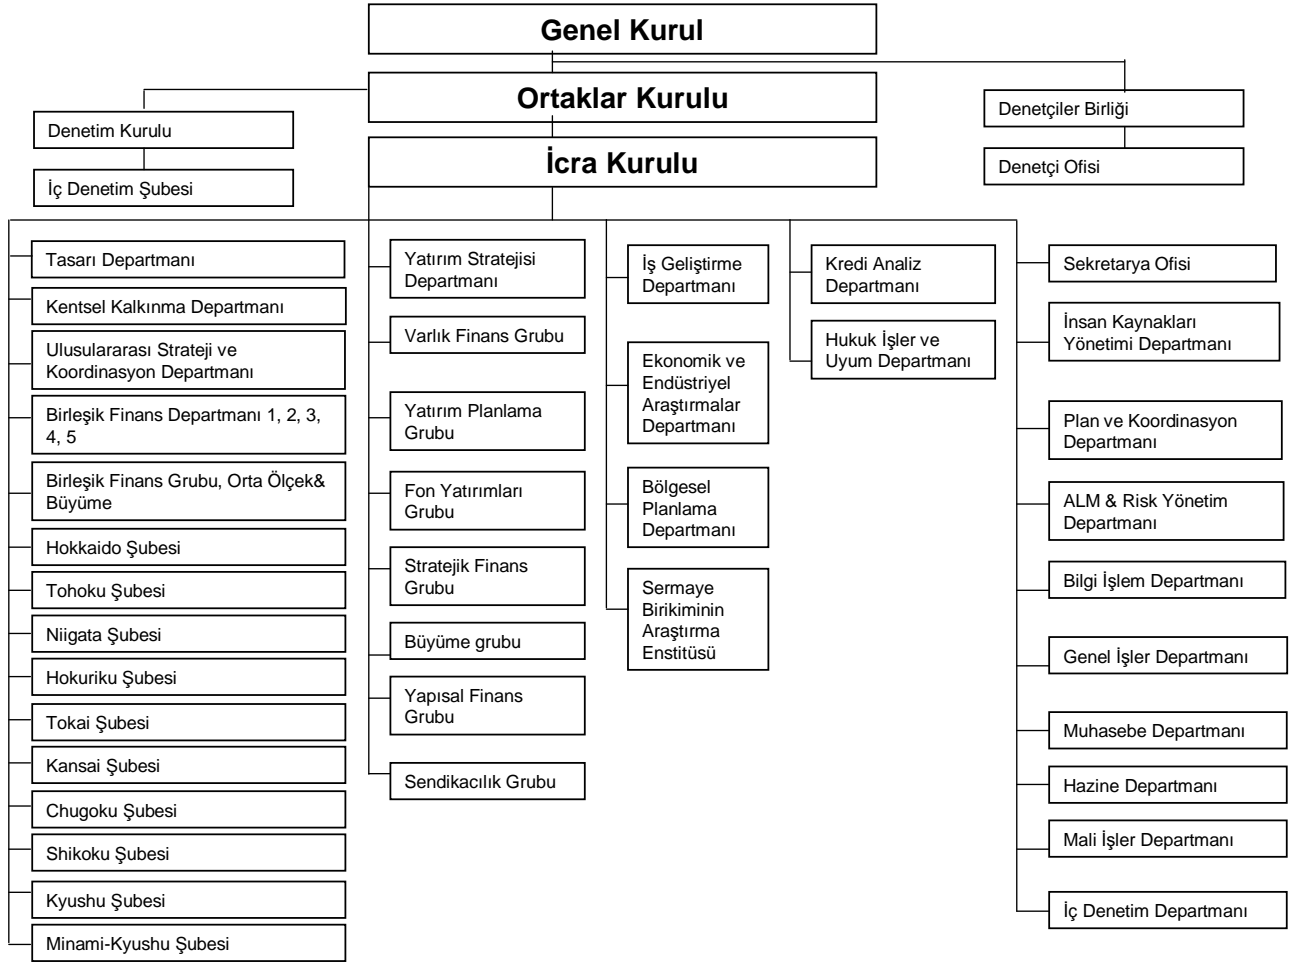 Genel Kurul
Ortaklar Kurulu
İcra Kurulu
Denetim Kurulu
İç Denetim Şubesi
Denetçiler Birliği
Denetçi Ofisi
Tasarı Departmanı
Kentsel Kalkınma Departmanı
Ulusulararası Strateji ve
Koordinasyon Departmanı
Birleşik Finans Departmanı 1, 2, 3,
4, 5
Birleşik Finans Grubu, Orta Ölçek&
Büyüme
Hokkaido Şubesi
Tohoku Şubesi
Niigata Şubesi
Hokuriku Şubesi
Tokai Şubesi
Kansai Şubesi
Chugoku Şubesi
Shikoku Şubesi
Kyushu Şubesi
Minami-Kyushu Şubesi
Yatırım Stratejisi
Departmanı
Varlık Finans Grubu
Yatırım Planlama
Grubu
Fon Yatırımları
Grubu
Stratejik Finans
Grubu
Büyüme grubu
Yapısal Finans
Grubu
Sendikacılık Grubu
İş Geliştirme
Departmanı
Ekonomik ve
Endüstriyel
Araştırmalar
Departmanı
Bölgesel
Planlama
Departmanı
Sermaye
Birikiminin
Araştırma
Enstitüsü
Kredi Analiz
Departmanı
Hukuk İşler ve
Uyum Departmanı
Sekretarya Ofisi
İnsan Kaynakları
Yönetimi Departmanı
Plan ve Koordinasyon
Departmanı
ALM & Risk Yönetim
Departmanı
Bilgi İşlem Departmanı
Genel İşler Departmanı
Muhasebe Departmanı
Hazine Departmanı
Mali İşler Departmanı
İç Denetim Departmanı